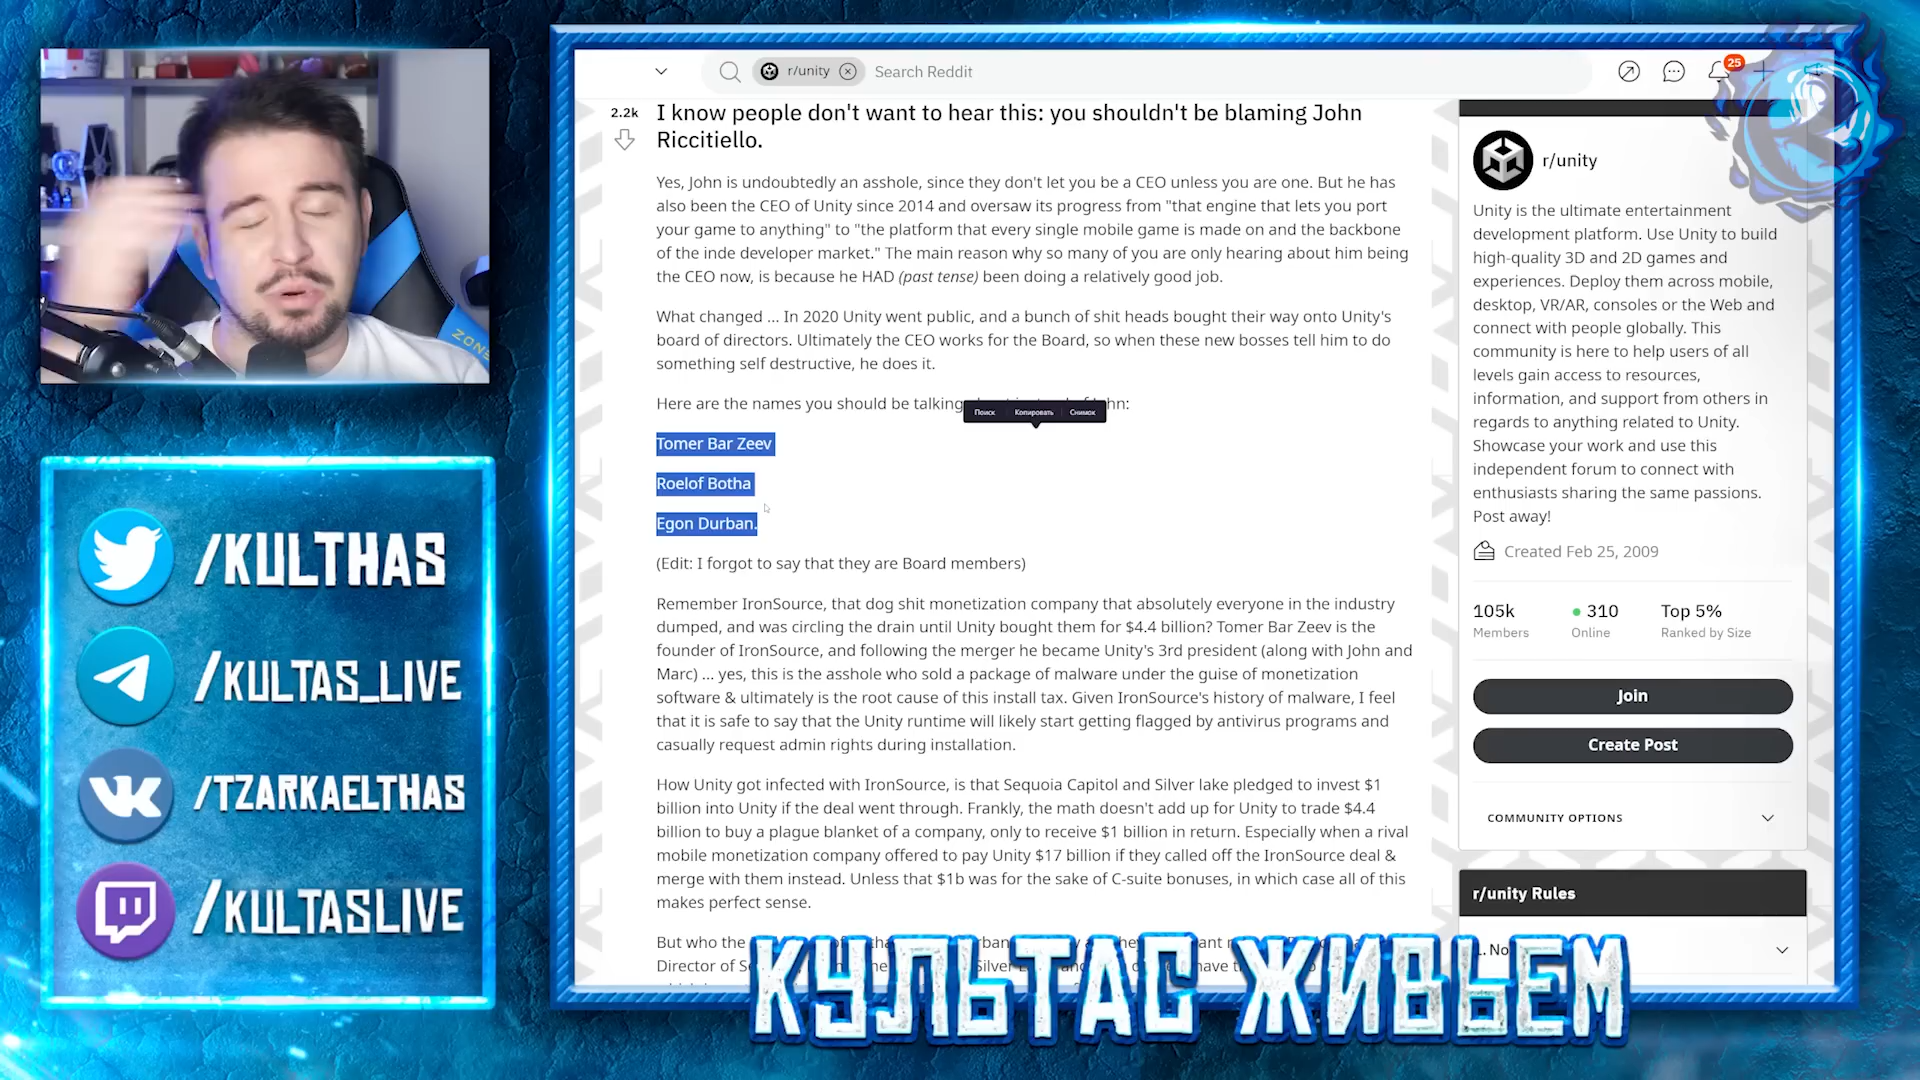 r/unity
Search Reddit
25
2.2k
I know people don't want to hear this: you shouldn't be blaming John
Riccitiello.
Yes, John is undoubtedly an asshole, since they don't let you be a CEO unless you are one. But he has
also been the CEO of Unity since 2014 and oversaw its progress from "that engine that lets you port
your game to anything" to "the platform that every single mobile game is made on and the backbone
of the inde developer market." The main reason why so many of you are only hearing about him being
the CEO now, is because he HAD (past tense) been doing a relatively good job.
What changed ... In 2020 Unity went public, and a bunch of shit heads bought their way onto Unity's
board of directors. Ultimately the CEO works for the Board, so when these new bosses tell him to do
something self destructive, he does it.
Here are the names you should be talking
Поиск Копировать Снимок
Tomer Bar Zeev
Roelof Botha
Egon Durban.
(Edit: I forgot to say that they are Board members)
Remember IronSource, that dog shit monetization company that absolutely everyone in the industry
dumped, and was circling the drain until Unity bought them for $4.4 billion? Tomer Bar Zeev is the
founder of IronSource, and following the merger he became Unity's 3rd president (along with John and
Marc) ... yes, this is the asshole who sold a package of malware under the guise of monetization
software & ultimately is the root cause of this install tax. Given IronSource's history of malware, I feel
that it is safe to say that the Unity runtime will likely start getting flagged by antivirus programs and
casually request admin rights during installation.
How Unity got infected with IronSource, is that Sequoia Capitol and Silver lake pledged to invest $1
billion into Unity if the deal went through. Frankly, the math doesn't add up for Unity to trade $4.4
billion to buy a plague blanket of a company, only to receive $1 billion in return. Especially when a rival
mobile monetization company offered to pay Unity $17 billion if they called off the IronSource deal &
merge with them instead. Unless that $1b was for the sake of C-suite bonuses, in which case all of this
makes perfect sense.
But who the
Director of
r/unity
Unity is the ultimate entertainment
development platform. Use Unity to build
high-quality 3D and 2D games and
experiences. Deploy them across mobile,
desktop, VR/AR, consoles or the Web and
connect with people globally. This
community is here to help users of all
levels gain access to resources,
information, and support from others in
regards to anything related to Unity.
Showcase your work and use this
independent forum to connect with
enthusiasts sharing the same passions.
Post away!
Created Feb 25, 2009
105k 310 Top 5%
Members Online Ranked by Size
Join
Create Post
COMMUNITY OPTIONS
r/unity Rules
/KULTHAS
/KULTAS_LIVE
/TZARKAELTHAS
/KULTASLIVE
КУЛЬТАС ЖИВЬЕМ